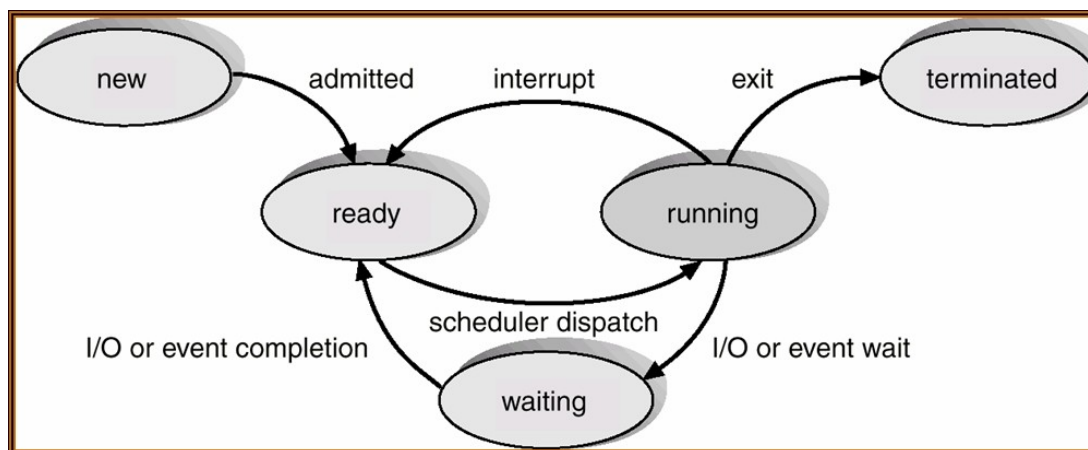 new
admitted
interrupt
exit
terminated
ready
running
scheduler dispatch
I/O or event completion
I/O or event wait
waiting